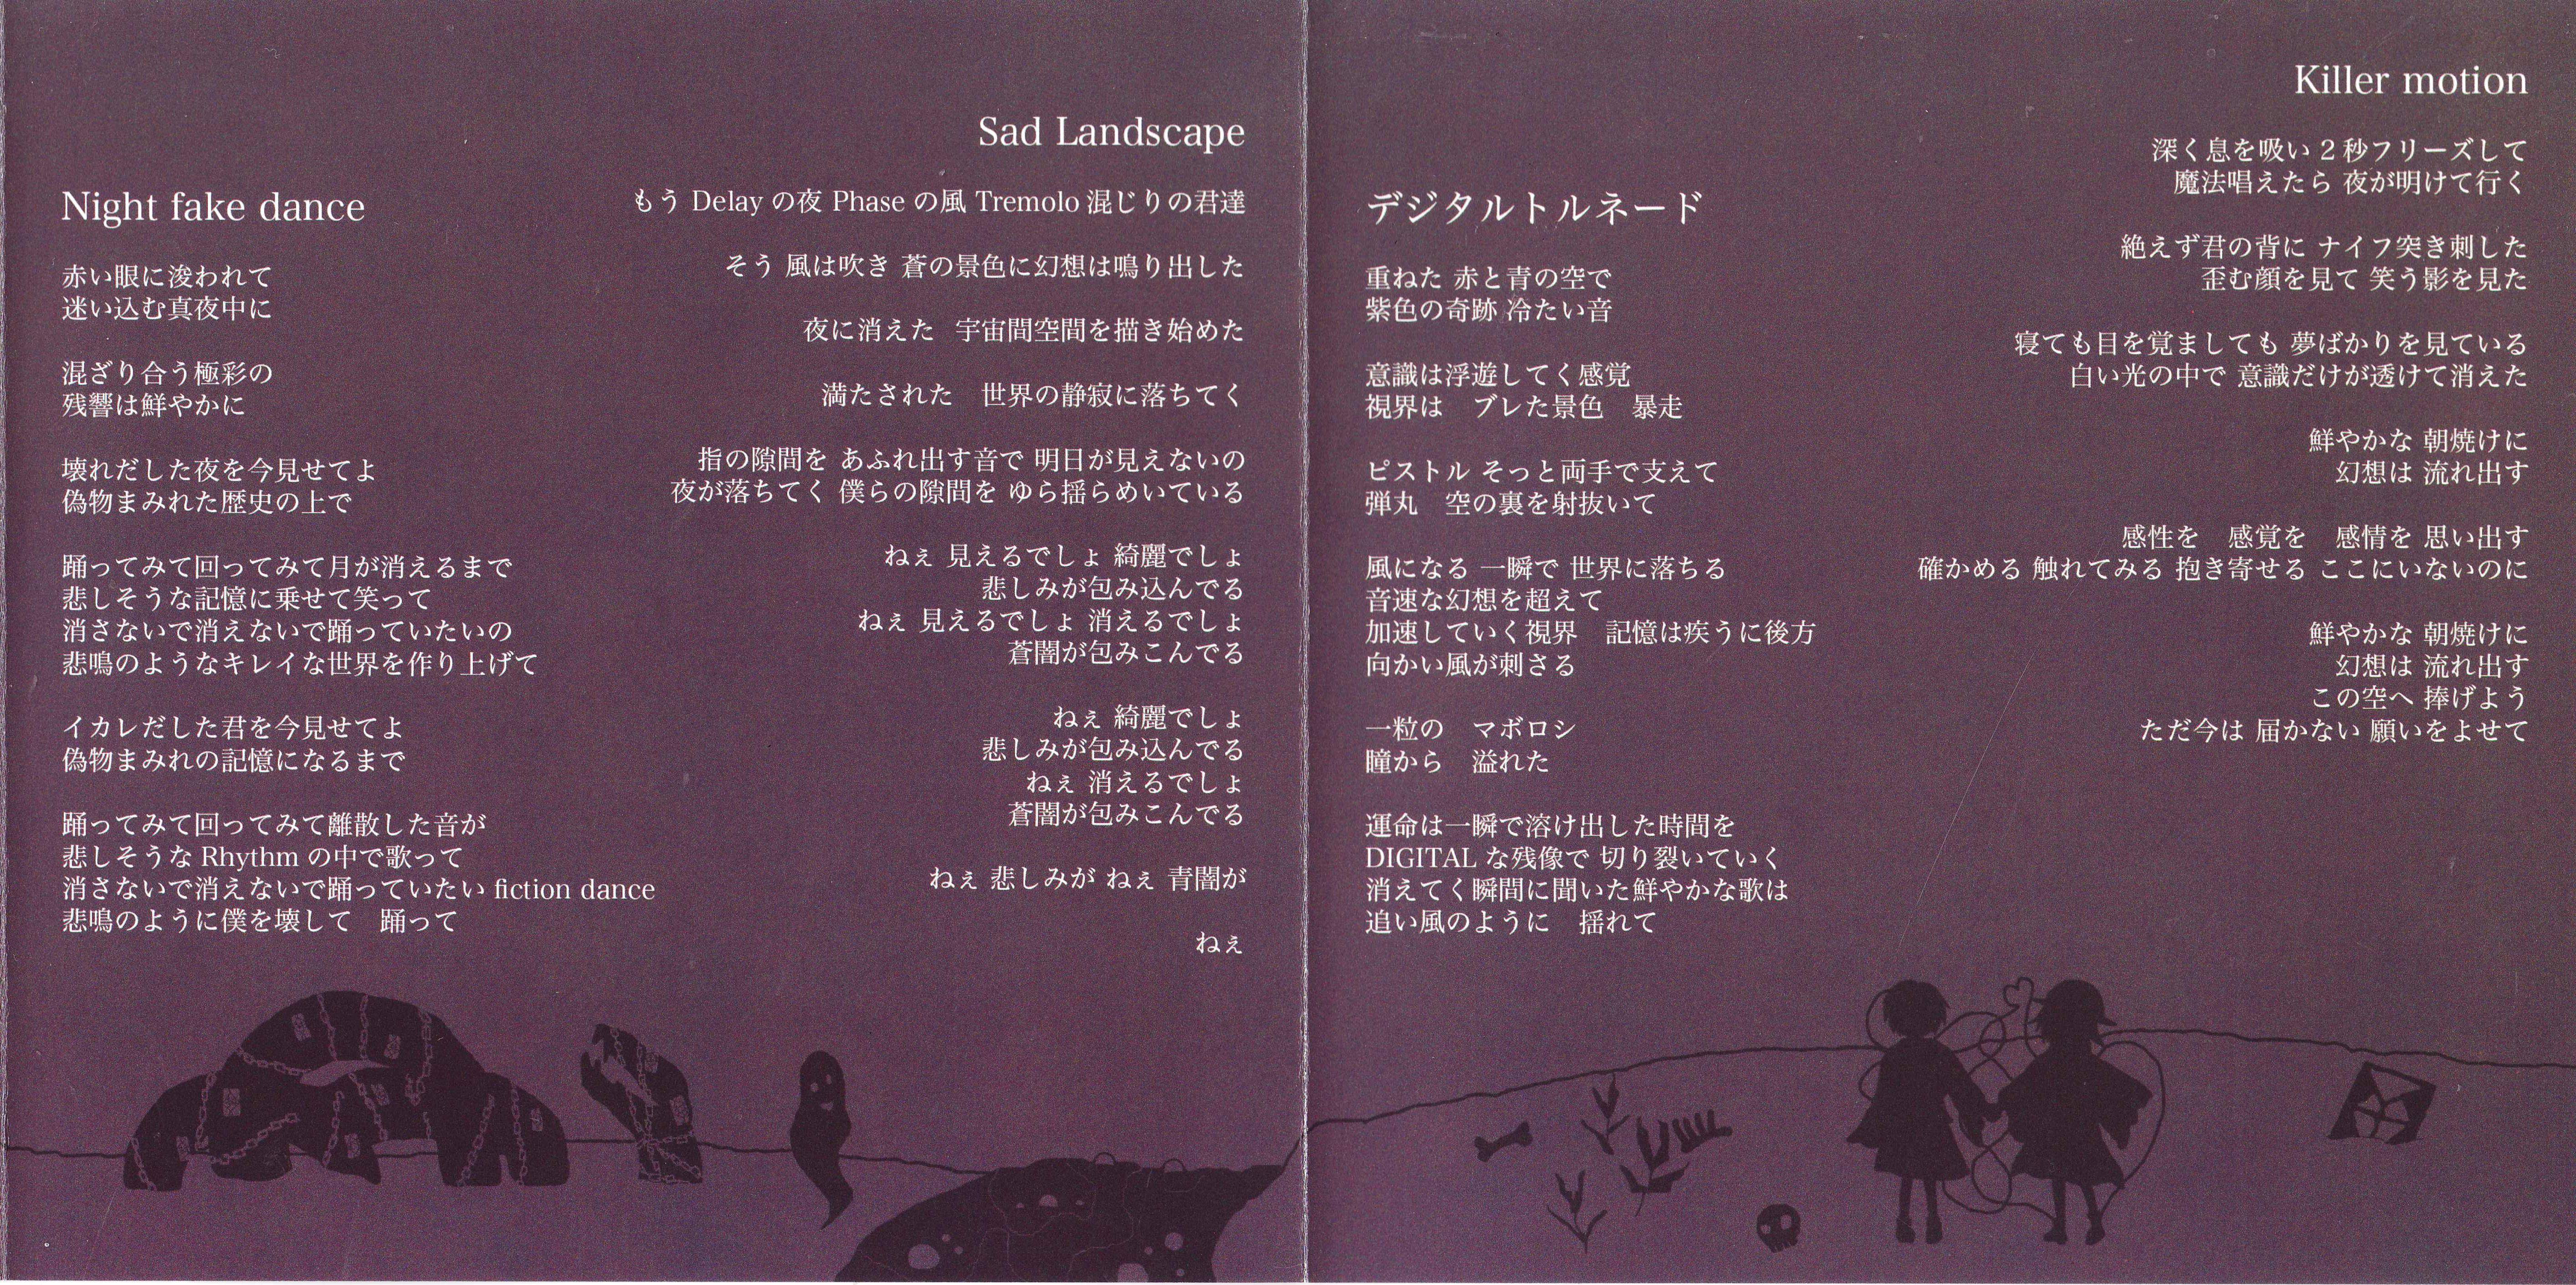 Night fake dance
赤い眼に浚われて
迷い込む真夜中に
混ざり合う極彩の
残響は鮮やかに
壊れだした夜を今見せてよ
偽物まみれた歴史の上で
踊ってみて回ってみて月が消えるまで
悲しそうな記憶に乗せて笑って
消さないで消えないで踊っていたいの
悲鳴のようなキレイな世界を作り上げて
イカレだした君を今見せてよ
偽物まみれの記憶になるまで
踊ってみて回ってみて離散した音が
悲しそうな Rhythm の中で歌って
消さないで消えないで踊っていたい fiction dance
悲鳴のように僕を壊して　踊って
Sad Landscape
もう Delay の夜 Phase の風 Tremolo 混じりの君達
そう 風は吹き 蒼の景色に幻想は鳴り出した
夜に消えた　宇宙間空間を描き始めた
満たされた　世界の静寂に落ちてく
指の隙間を あふれ出す音で 明日が見えないの
夜が落ちてく 僕らの隙間を ゆら揺らめいている
ねぇ 見えるでしょ 綺麗でしょ
悲しみが包み込んでる
ねぇ 見えるでしょ 消えるでしょ
蒼闇が包みこんでる
ねぇ 綺麗でしょ
悲しみが包み込んでる
ねぇ 消えるでしょ
蒼闇が包みこんでる
ねぇ 悲しみが ねぇ 青闇が
ねぇ
デジタルトルネード
重ねた 赤と青の空で
紫色の奇跡 冷たい音
意識は浮遊してく感覚
視界は　ブレた景色　暴走
ピストル そっと両手で支えて
弾丸　空の裏を射抜いて
風になる 一瞬で 世界に落ちる
音速な幻想を超えて
加速していく視界　記憶は疾うに後方
向かい風が刺さる
一粒の　マボロシ
瞳から　溢れた
運命は一瞬で溶け出した時間を
DIGITAL な残像で 切り裂いていく
消えてく瞬間に聞いた鮮やかな歌は
追い風のように　揺れて
Killer motion
深く息を吸い 2 秒フリーズして
魔法唱えたら 夜が明けて行く
絶えず君の背に ナイフ突き刺した
歪む顔を見て 笑う影を見た
寝ても目を覚ましても 夢ばかりを見ている
白い光の中で 意識だけが透けて消えた
鮮やかな 朝焼けに
幻想は 流れ出す
感性を　感覚を　感情を 思い出す
確かめる 触れてみる 抱き寄せる ここにいないのに
鮮やかな 朝焼けに
幻想は 流れ出す
この空へ 捧げよう
ただ今は 届かない 願いをよせて